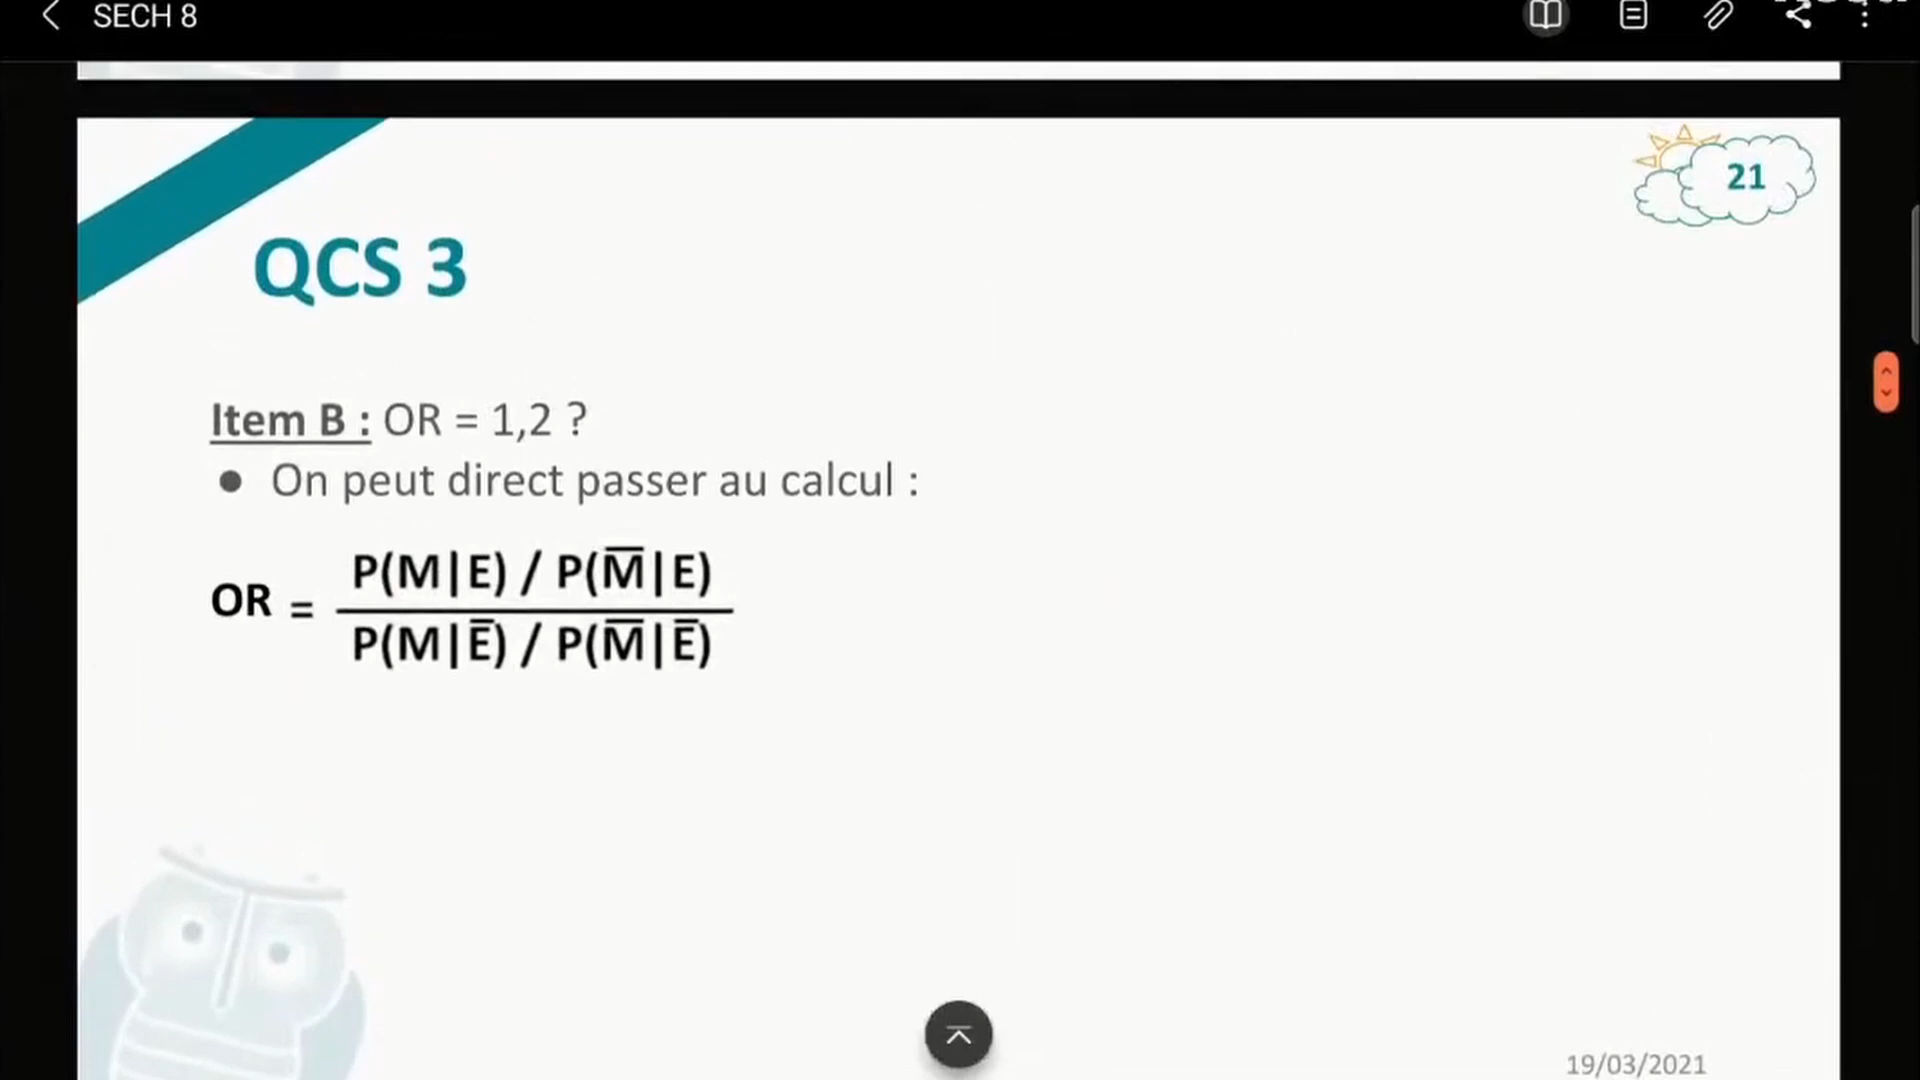 SECH 8
21
QCS 3
Item B : OR = 1,2 ?
● On peut direct passer au calcul :
OR = P(M|E) / P(M̅|E)
P(M|E̅) / P(M̅|E̅)
19/03/2021